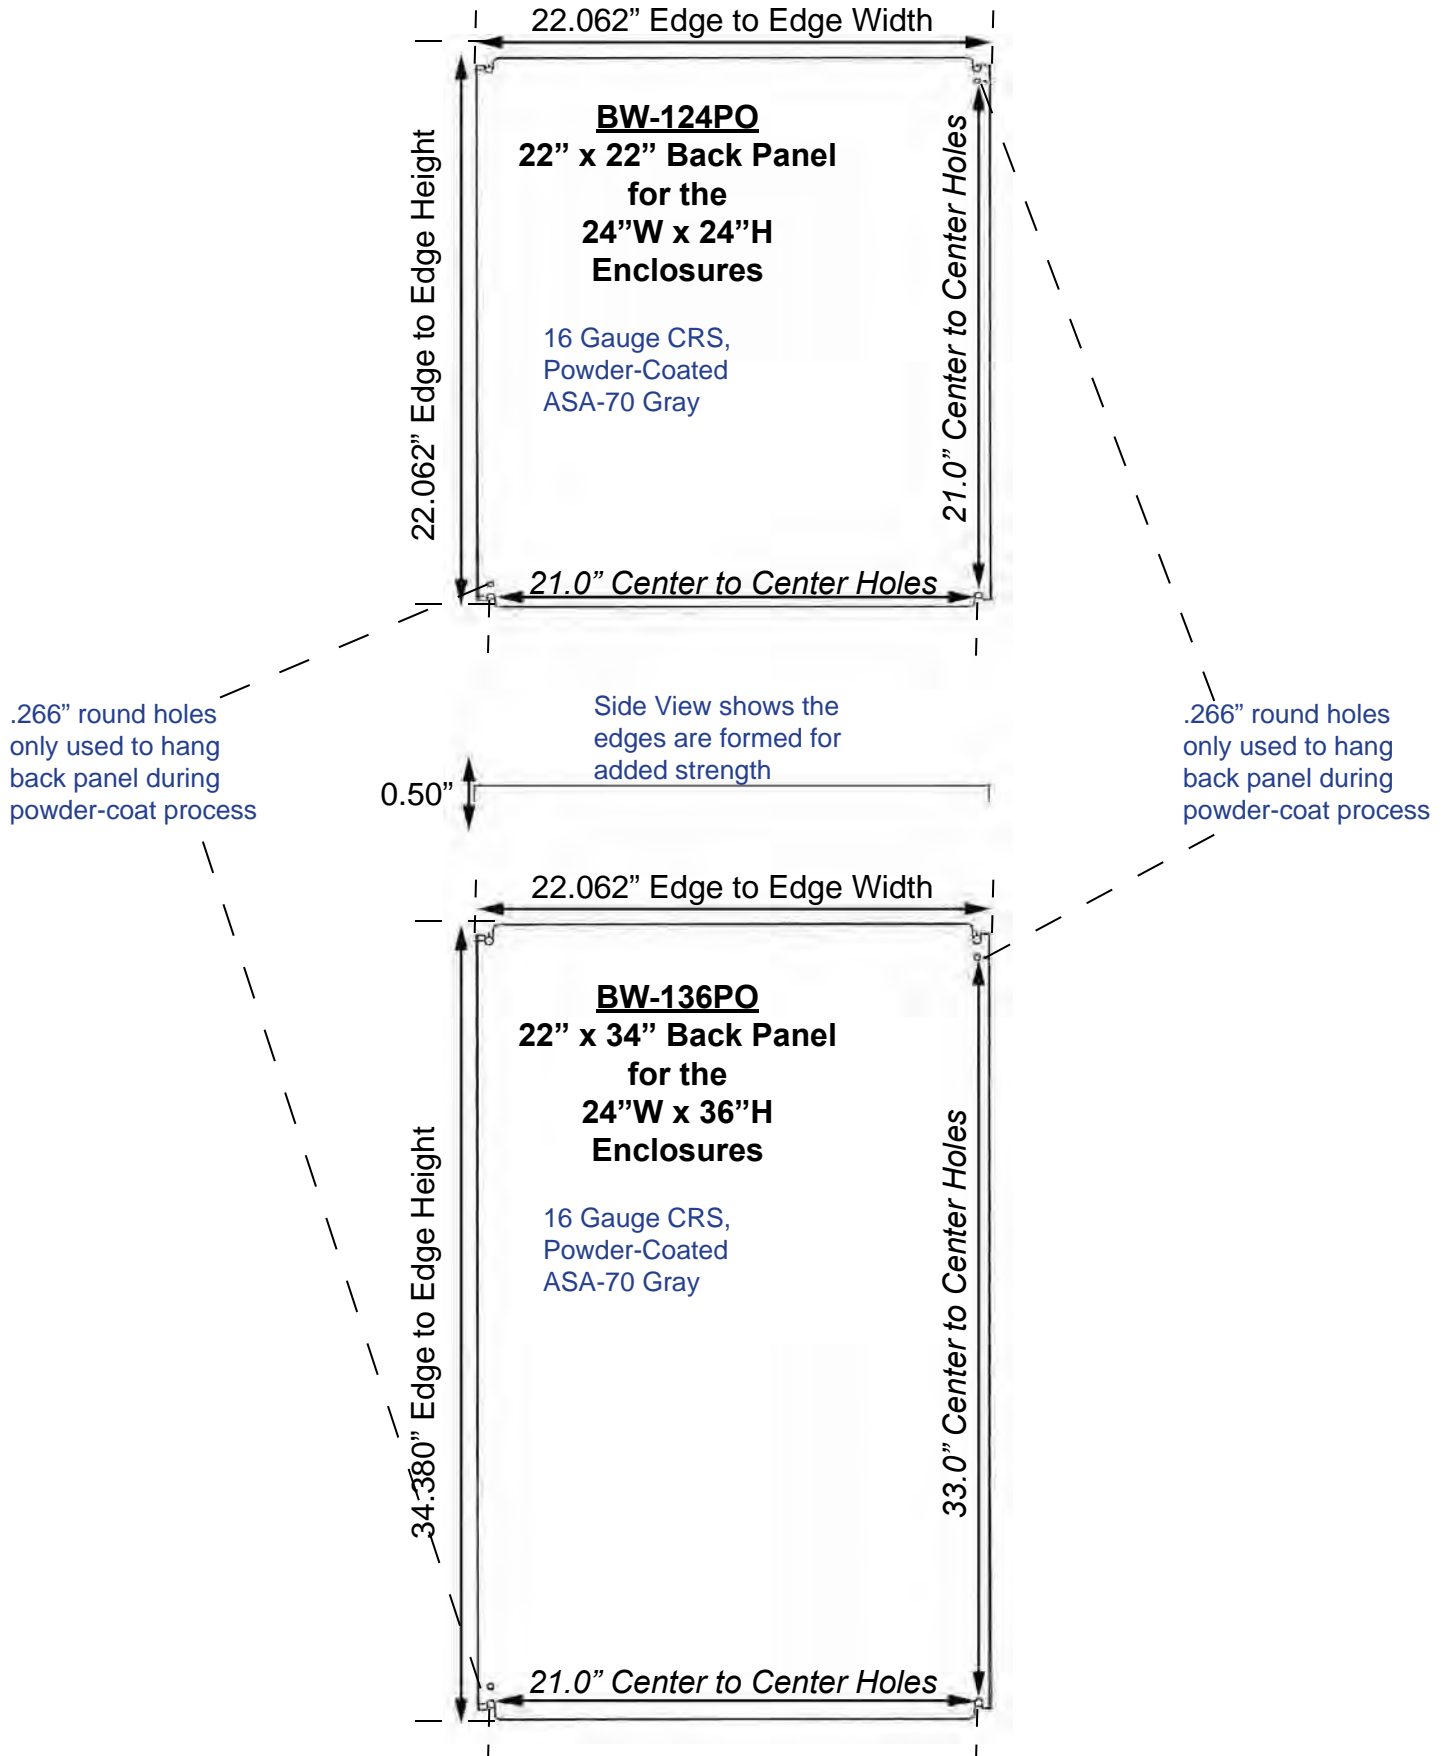 22.062” Edge to Edge Width
22.062” Edge to Edge Height
BW-124PO
22” x 22” Back Panel
for the
24”W x 24”H
Enclosures
16 Gauge CRS,
Powder-Coated
ASA-70 Gray
21.0” Center to Center Holes
21.0” Center to Center Holes
.266” round holes
only used to hang
back panel during
powder-coat process
Side View shows the
edges are formed for
added strength
0.50”
.266” round holes
only used to hang
back panel during
powder-coat process
22.062” Edge to Edge Width
34.380” Edge to Edge Height
BW-136PO
22” x 34” Back Panel
for the
24”W x 36”H
Enclosures
16 Gauge CRS,
Powder-Coated
ASA-70 Gray
33.0” Center to Center Holes
21.0” Center to Center Holes